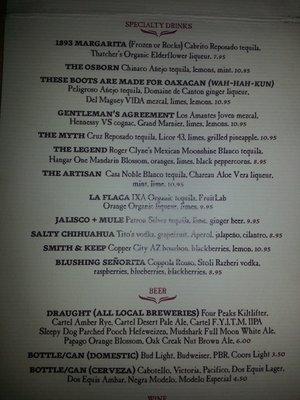 SPECIALTY DRINKS
1893 MARGARITA (Frozen or Rocks) Cabrito Reposado tequila,
Thatcher's Organic Elderflower liqueur. 7.95
THE OSBORN Chinaco Añejo tequila, lemons, mint. 10.95
THESE BOOTS ARE MADE FOR OAXACAN (WAH-HAH-KUN)
Peligroso Añejo tequila, Domaine de Canton ginger liqueur,
Del Maguey VIDA mezcal, limes, lemons. 10.95
GENTLEMAN'S AGREEMENT Los Amantes Joven mezcal,
Hennessy VS cognac, Grand Marnier, limes, lemons. 10.95
THE MYTH Cruz Reposado tequila, Licor 43, limes, grilled pineapple. 10.95
THE LEGEND Roger Clyne's Mexican Moonshine Blanco tequila,
Hangar One Mandarin Blossom, oranges, limes, black peppercorns. 8.95
THE ARTISAN Casa Noble Blanco tequila, Chareau Aloe Vera liqueur,
mint, lime. 10.95
LA FLACA IXA Organic tequila, FruitLab
Orange Organic liqueur, limes. 9.95
JALISCO + MULE Patron Silver tequila, lime, ginger beer. 9.95
SALTY CHIHUAHUA Tito's vodka, grapefruit, Aperol, jalapeño, cilantro. 8.95
SMITH & KEEP Copper City AZ bourbon, blackberries, lemon. 10.95
BLUSHING SEÑORITA Coppola Rosso, Stoli Razberi vodka,
raspberries, blueberries, blackberries. 8.95
BEER
DRAUGHT (ALL LOCAL BREWERIES) Four Peaks Kiltlifter,
Cartel Amber Rye, Cartel Desert Pale Ale, Cartel F.Y.I.T.M. IIPA
Sleepy Dog Parched Pooch Hefeweizen, Mudshark Full Moon White Ale,
Papago Orange Blossom, Oak Creek Nut Brown Ale, 6.00
BOTTLE/CAN (DOMESTIC) Bud Light, Budweiser, PBR, Coors Light 3.50
BOTTLE/CAN (CERVEZA) Cabotella, Victoria, Pacifico, Dos Equis Lager,
Dos Equis Ambar, Negra Modelo, Modelo Especial 4.50
WINE